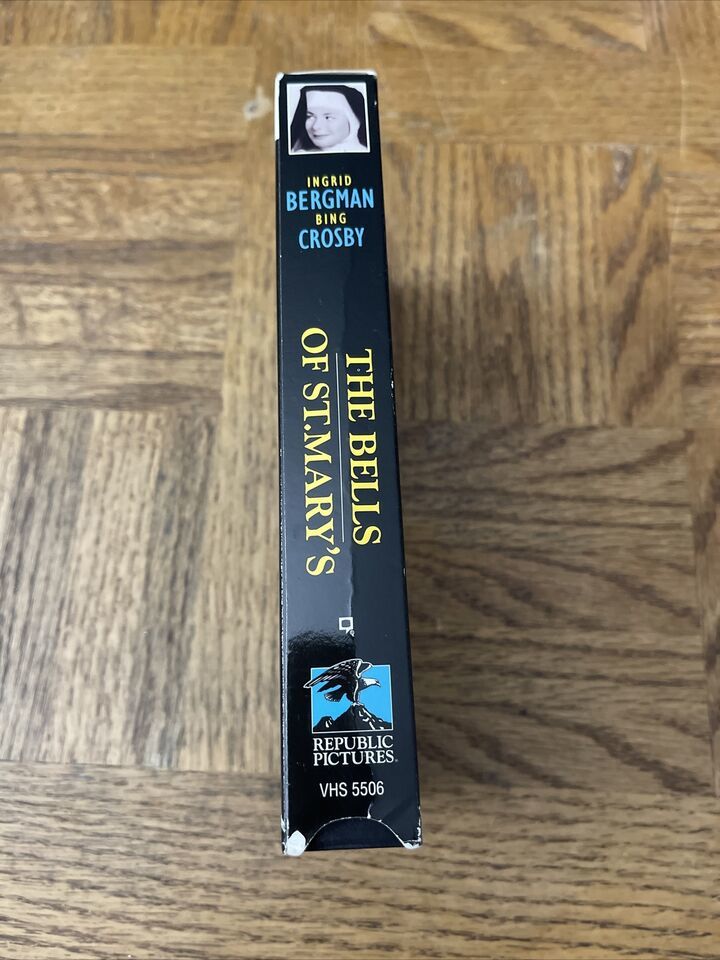 INGRID
BERGMAN
BING
CROSBY
THE BELLS
OF ST. MARY'S
REPUBLIC
PICTURES®
VHS 5506